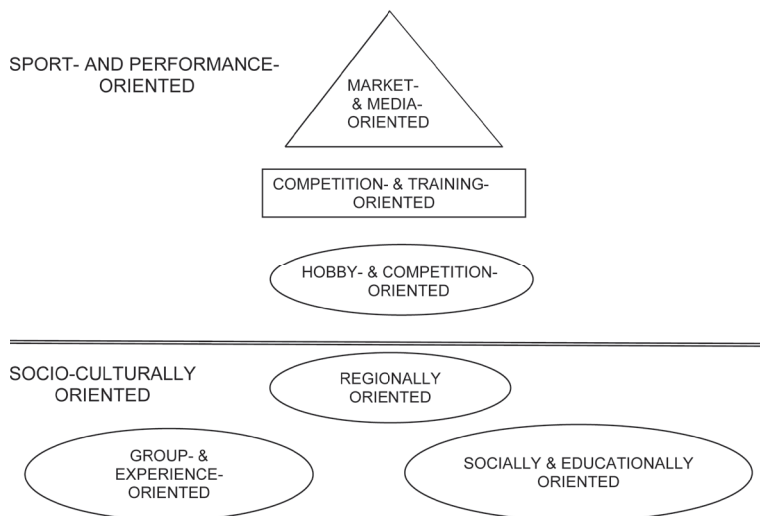 SPORT- AND PERFORMANCE-
ORIENTED
MARKET-
& MEDIA-
ORIENTED
COMPETITION- & TRAINING-
ORIENTED
HOBBY- & COMPETITION-
ORIENTED
SOCIO-CULTURALLY
ORIENTED
REGIONALLY
ORIENTED
GROUP- &
EXPERIENCE-
ORIENTED
SOCIALLY & EDUCATIONALLY
ORIENTED